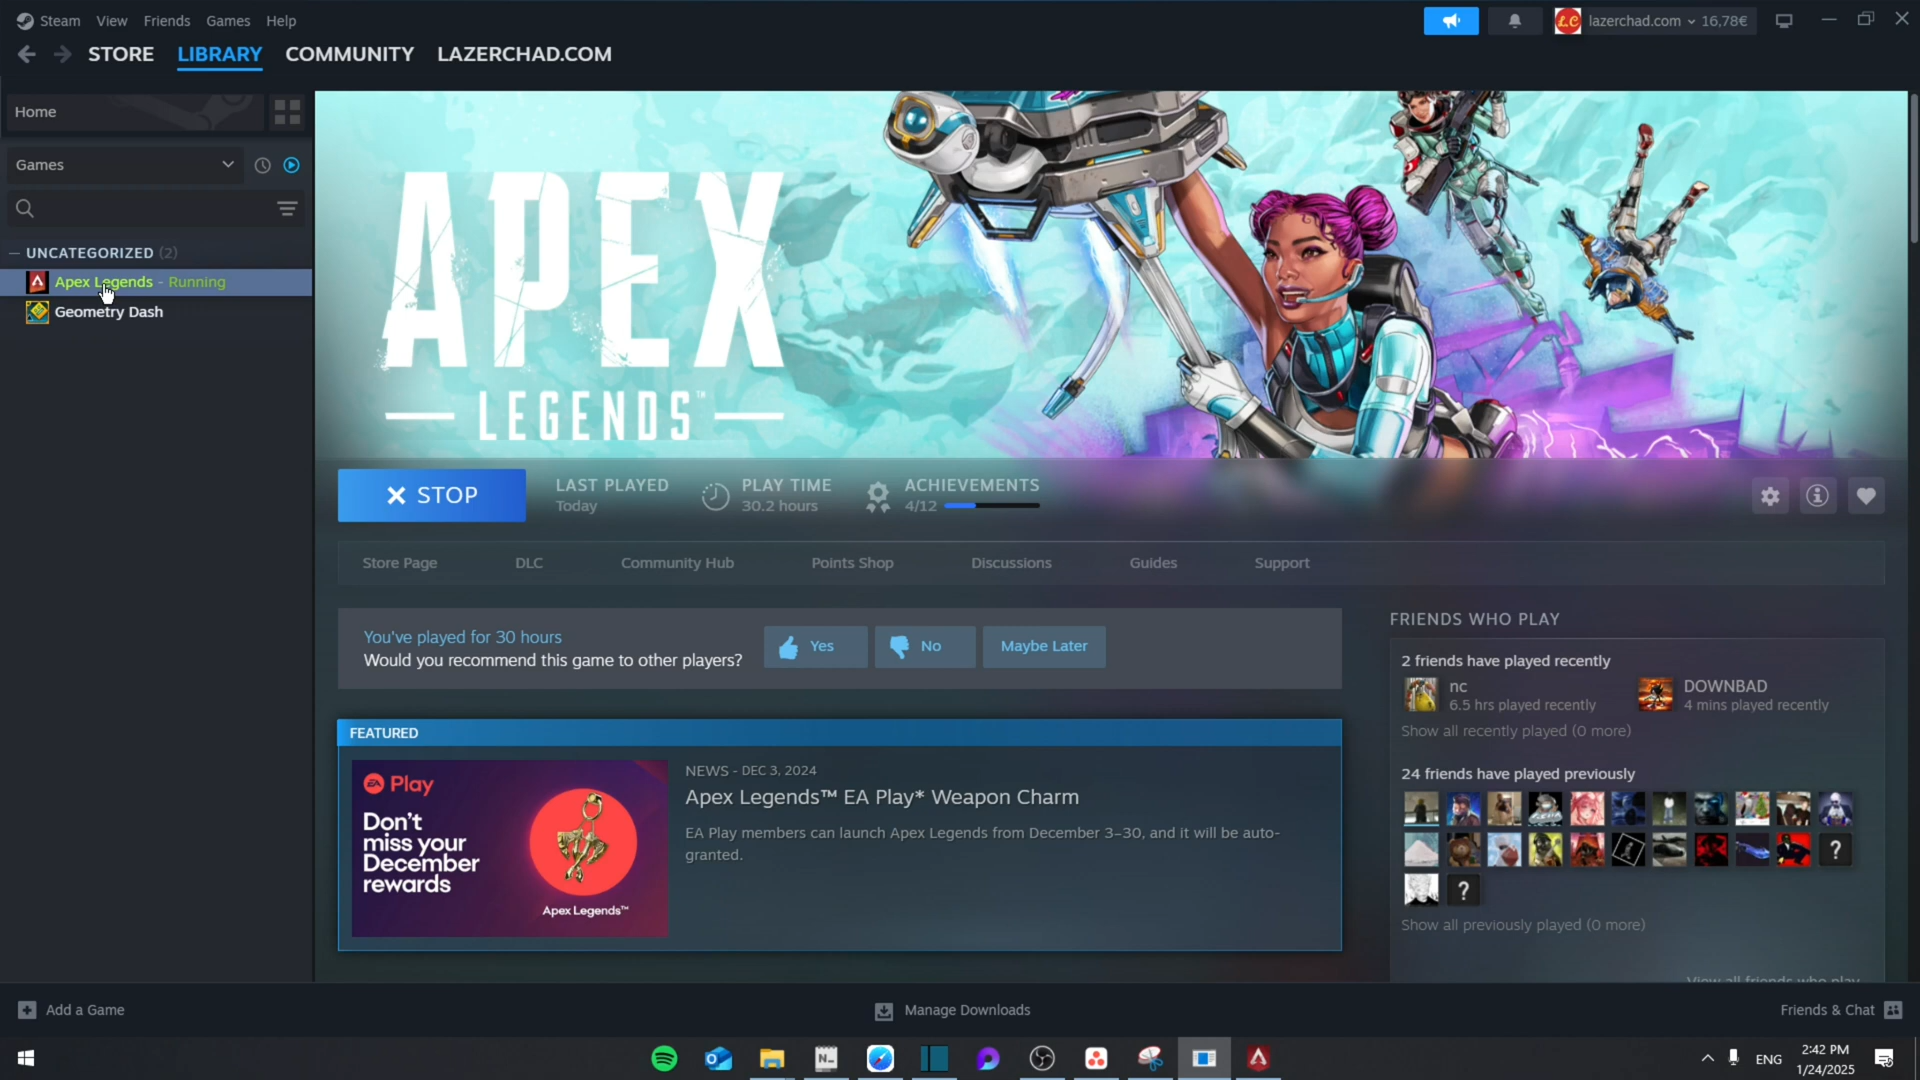 Steam View Friends Games Help
lazerchad.com 16,78€
STORE LIBRARY COMMUNITY LAZERCHAD.COM
Home
Games
UNCATEGORIZED (2)
Apex Legends - Running
Geometry Dash
APEX
LEGENDS™
STOP
LAST PLAYED
Today
PLAY TIME
30.2 hours
ACHIEVEMENTS
4/12
Store Page DLC Community Hub Points Shop Discussions Guides Support
You've played for 30 hours
Would you recommend this game to other players?
Yes No Maybe Later
FEATURED
EA Play
Don't
miss your
December
rewards
Apex Legends™
NEWS - DEC 3, 2024
Apex Legends™ EA Play* Weapon Charm
EA Play members can launch Apex Legends from December 3–30, and it will be auto-
granted.
FRIENDS WHO PLAY
2 friends have played recently
nc
6.5 hrs played recently
DOWNBAD
4 mins played recently
Show all recently played (0 more)
24 friends have played previously
? ?
Show all previously played (0 more)
View all friends who play
Add a Game
Manage Downloads
Friends & Chat
ENG
2:42 PM
1/24/2025